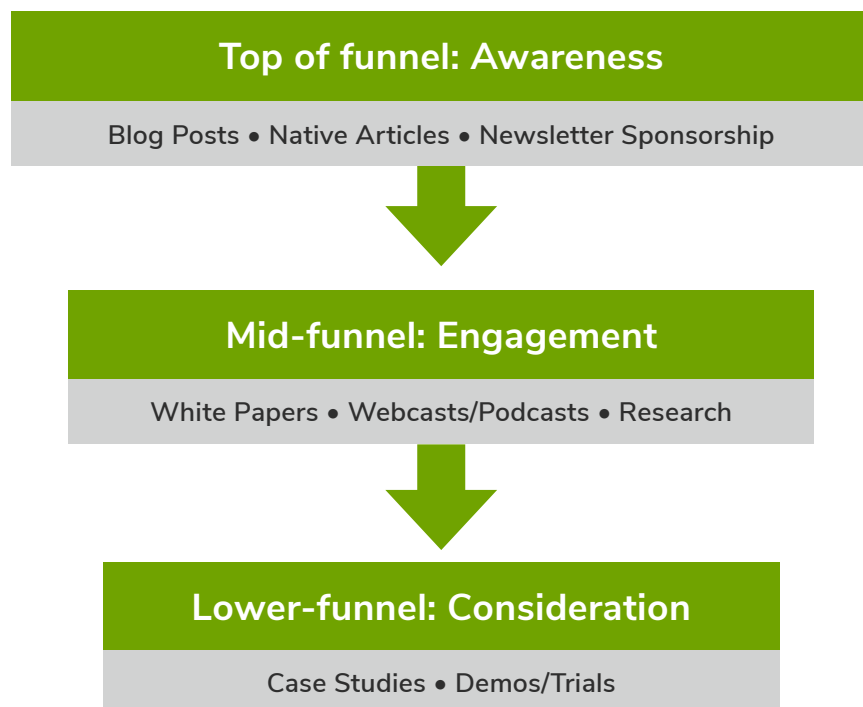 Top of funnel: Awareness
Blog Posts • Native Articles • Newsletter Sponsorship
Mid-funnel: Engagement
White Papers • Webcasts/Podcasts • Research
Lower-funnel: Consideration
Case Studies • Demos/Trials